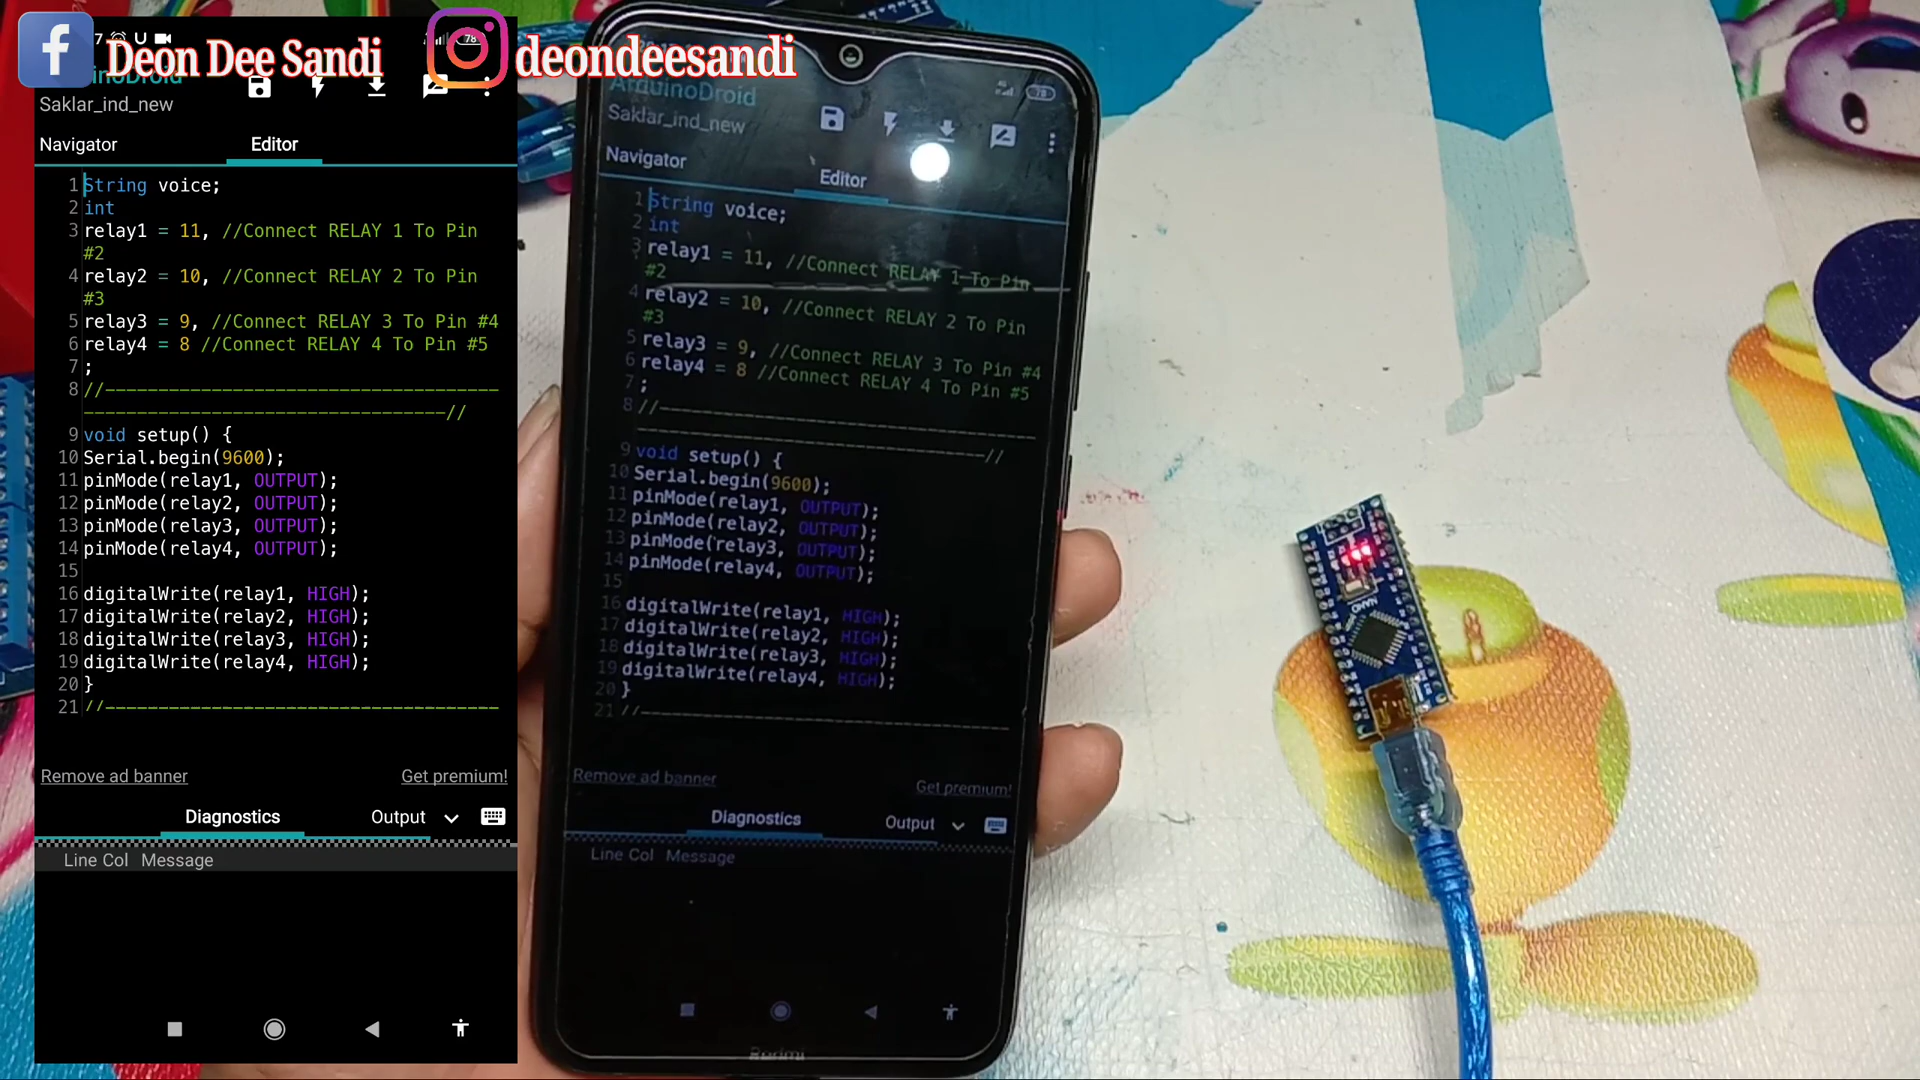 Deon Dee Sandi
deondeesandi
78
Saklar_ind_new
Navigator Editor
1 String voice;
2 int
3 relay1 = 11, //Connect RELAY 1 To Pin
#2
4 relay2 = 10, //Connect RELAY 2 To Pin
#3
5 relay3 = 9, //Connect RELAY 3 To Pin #4
6 relay4 = 8 //Connect RELAY 4 To Pin #5
7 ;
8 //---------------------------------------
----------------------------------//
9 void setup() {
10 Serial.begin(9600);
11 pinMode(relay1, OUTPUT);
12 pinMode(relay2, OUTPUT);
13 pinMode(relay3, OUTPUT);
14 pinMode(relay4, OUTPUT);
15
16 digitalWrite(relay1, HIGH);
17 digitalWrite(relay2, HIGH);
18 digitalWrite(relay3, HIGH);
19 digitalWrite(relay4, HIGH);
20 }
21 //-------------------------------------
Remove ad banner Get premium!
Diagnostics Output
Line Col Message
ArduinoDroid
Saklar_ind_new
Navigator Editor
1 String voice;
2 int
3 relay1 = 11, //Connect RELAY 1 To Pin
#2
4 relay2 = 10, //Connect RELAY 2 To Pin
#3
5 relay3 = 9, //Connect RELAY 3 To Pin #4
6 relay4 = 8 //Connect RELAY 4 To Pin #5
7 ;
8 //---------------------------------------
----------------------------------//
9 void setup() {
10 Serial.begin(9600);
11 pinMode(relay1, OUTPUT);
12 pinMode(relay2, OUTPUT);
13 pinMode(relay3, OUTPUT);
14 pinMode(relay4, OUTPUT);
15
16 digitalWrite(relay1, HIGH);
17 digitalWrite(relay2, HIGH);
18 digitalWrite(relay3, HIGH);
19 digitalWrite(relay4, HIGH);
20 }
21 //-------------------------------------
Remove ad banner Get premium!
Diagnostics Output
Line Col Message
Redmi
NANO